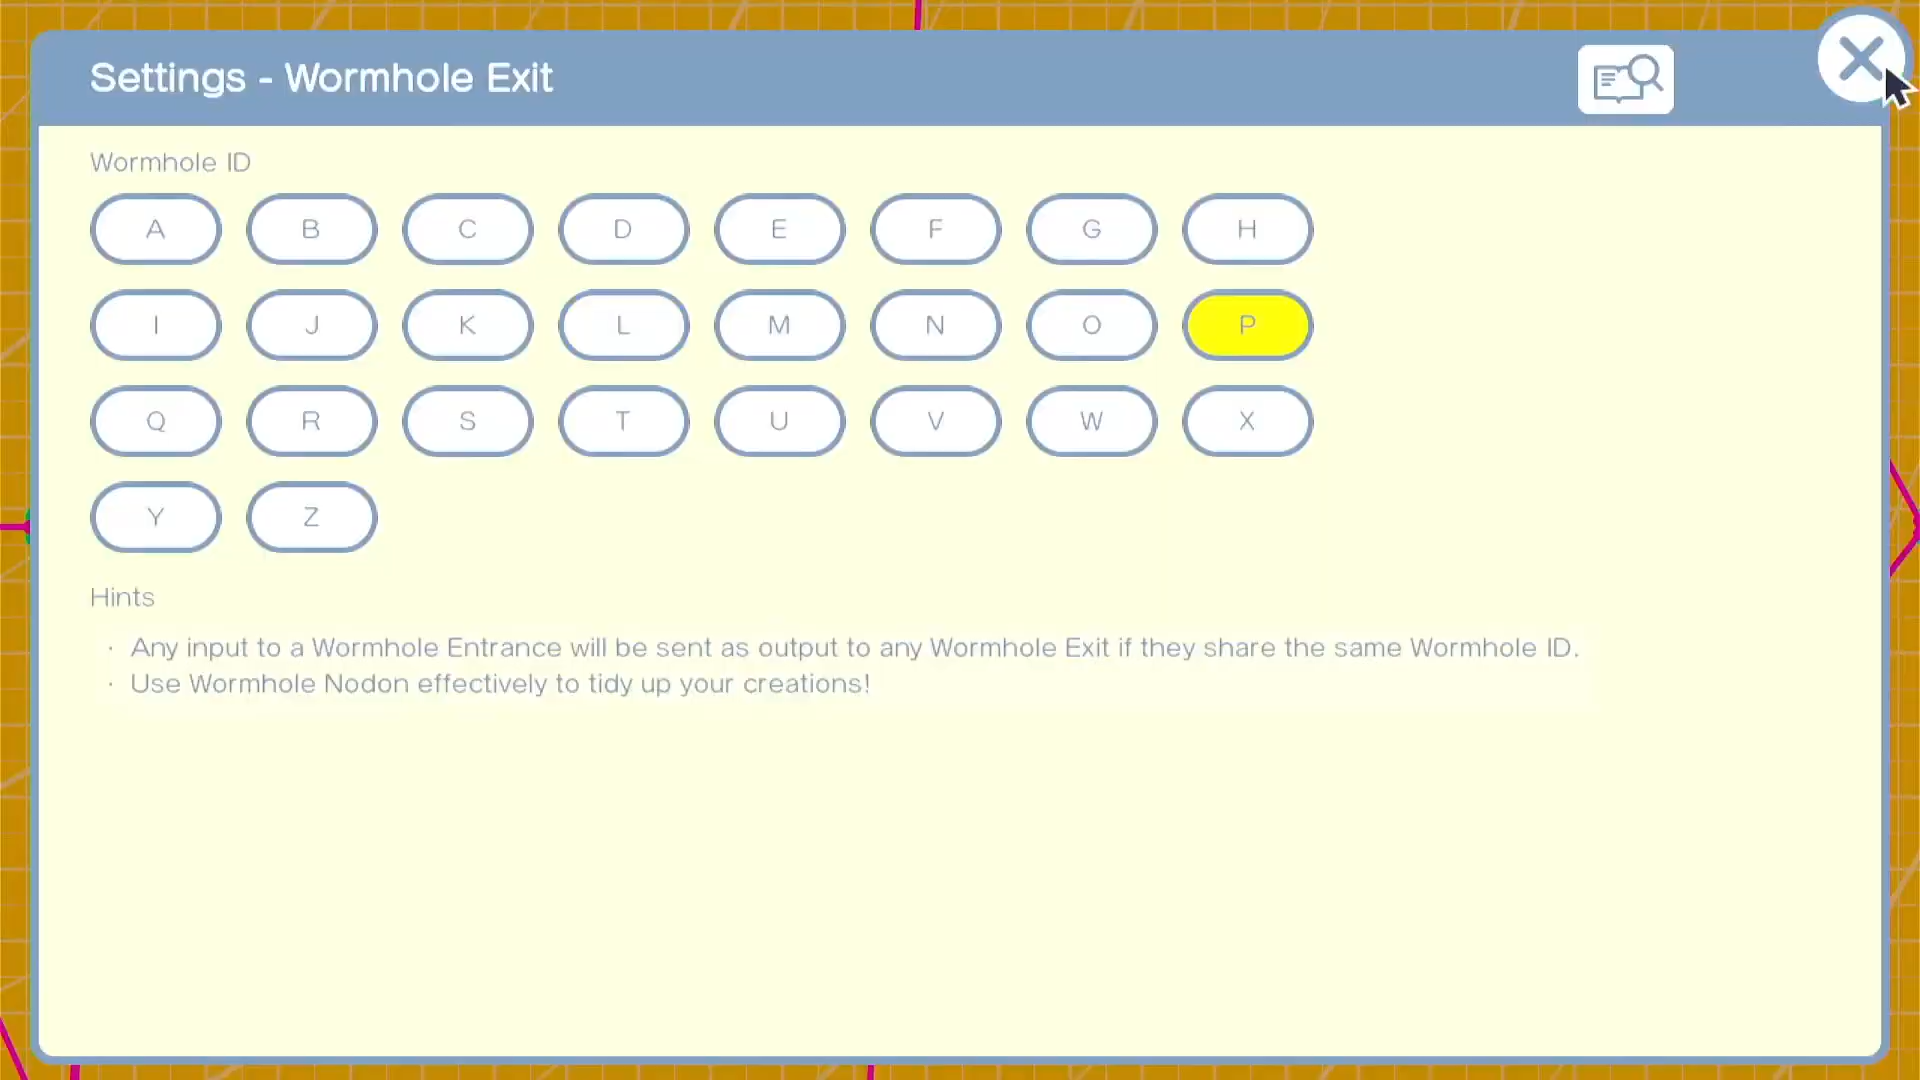 Settings - Wormhole Exit
Wormhole ID
A B C D E F G H
I J K L M N O P
Q R S T U V W X
Y Z
Hints
· Any input to a Wormhole Entrance will be sent as output to any Wormhole Exit if they share the same Wormhole ID.
· Use Wormhole Nodon effectively to tidy up your creations!